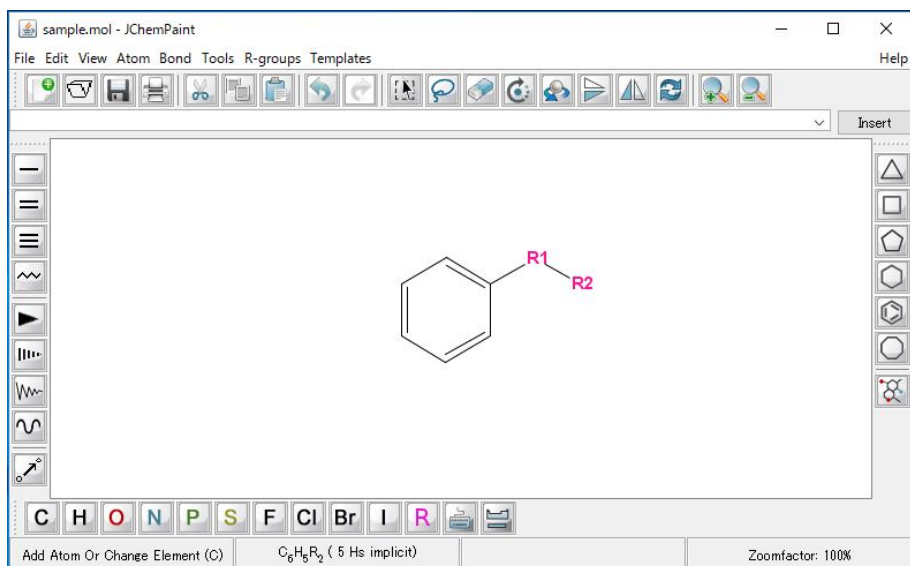 sample.mol - JChemPaint
File Edit View Atom Bond Tools R-groups Templates Help
Insert
R1
R2
C H O N P S F Cl Br I R
Add Atom Or Change Element (C) C6H5R2 ( 5 Hs implicit) Zoomfactor: 100%